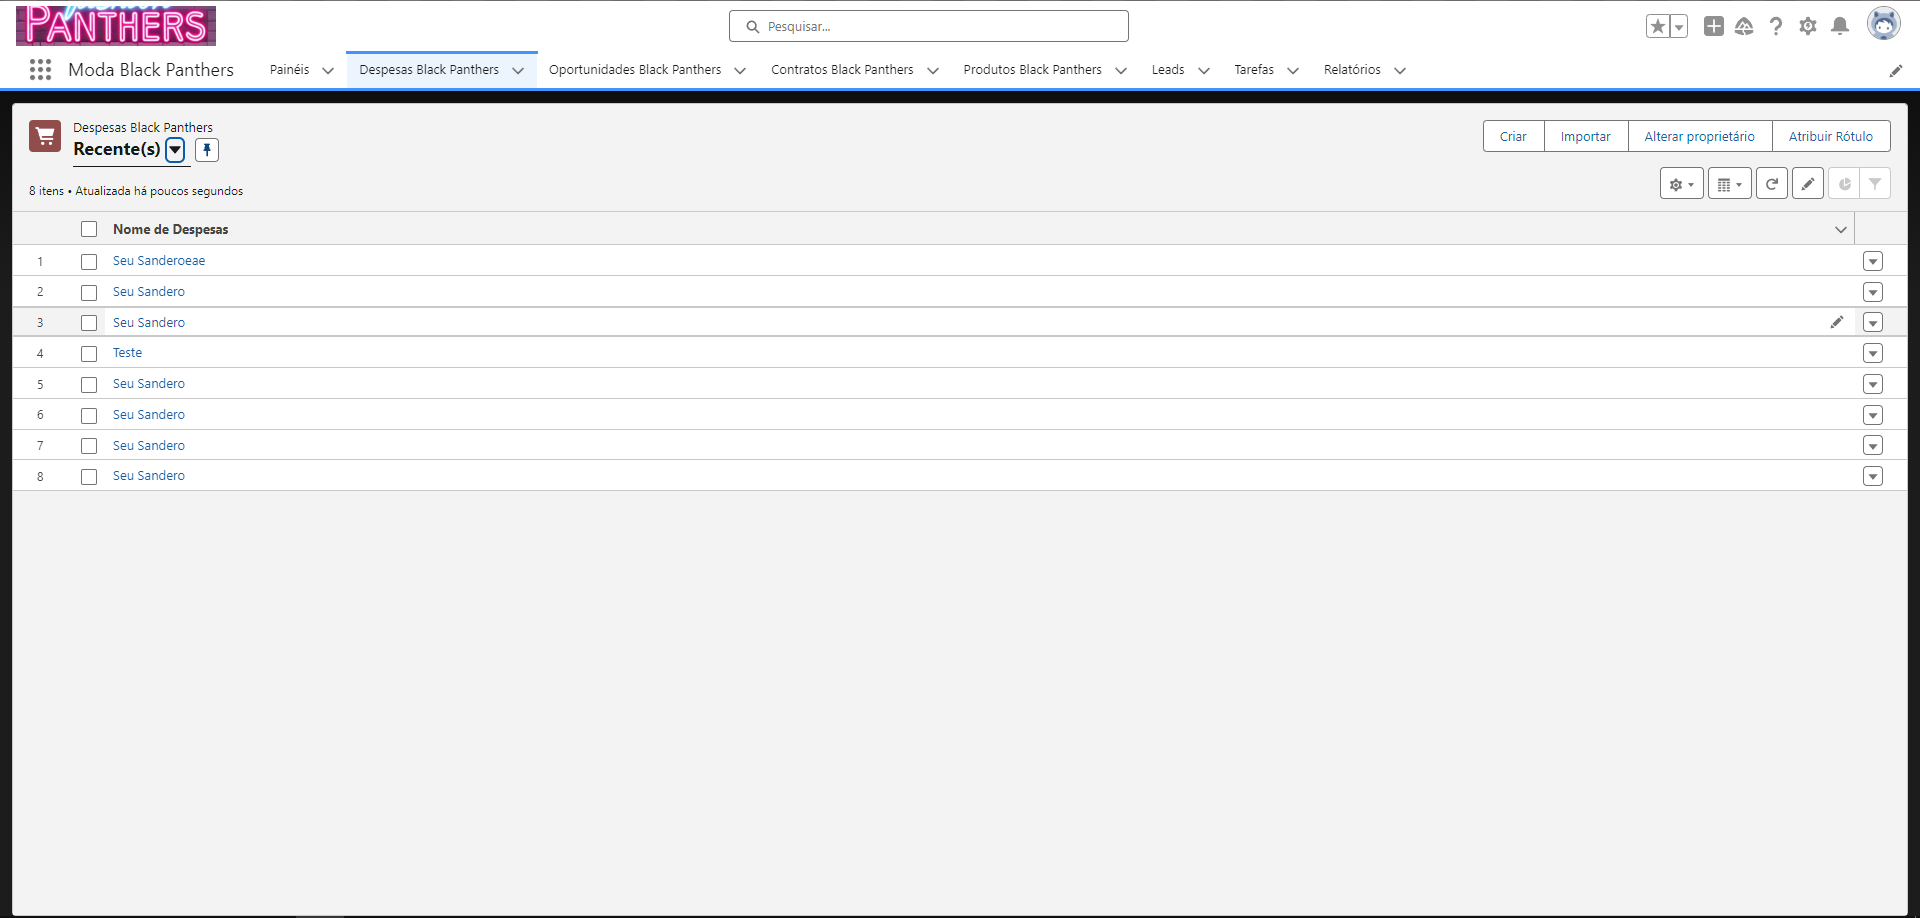 PANTHERS
Pesquisar...
Moda Black Panthers
Painéis
Despesas Black Panthers
Oportunidades Black Panthers
Contratos Black Panthers
Produtos Black Panthers
Leads
Tarefas
Relatórios
Despesas Black Panthers
Recente(s)
Criar
Importar
Alterar proprietário
Atribuir Rótulo
8 itens • Atualizada há poucos segundos
Nome de Despesas
1 Seu Sanderoeae
2 Seu Sandero
3 Seu Sandero
4 Teste
5 Seu Sandero
6 Seu Sandero
7 Seu Sandero
8 Seu Sandero